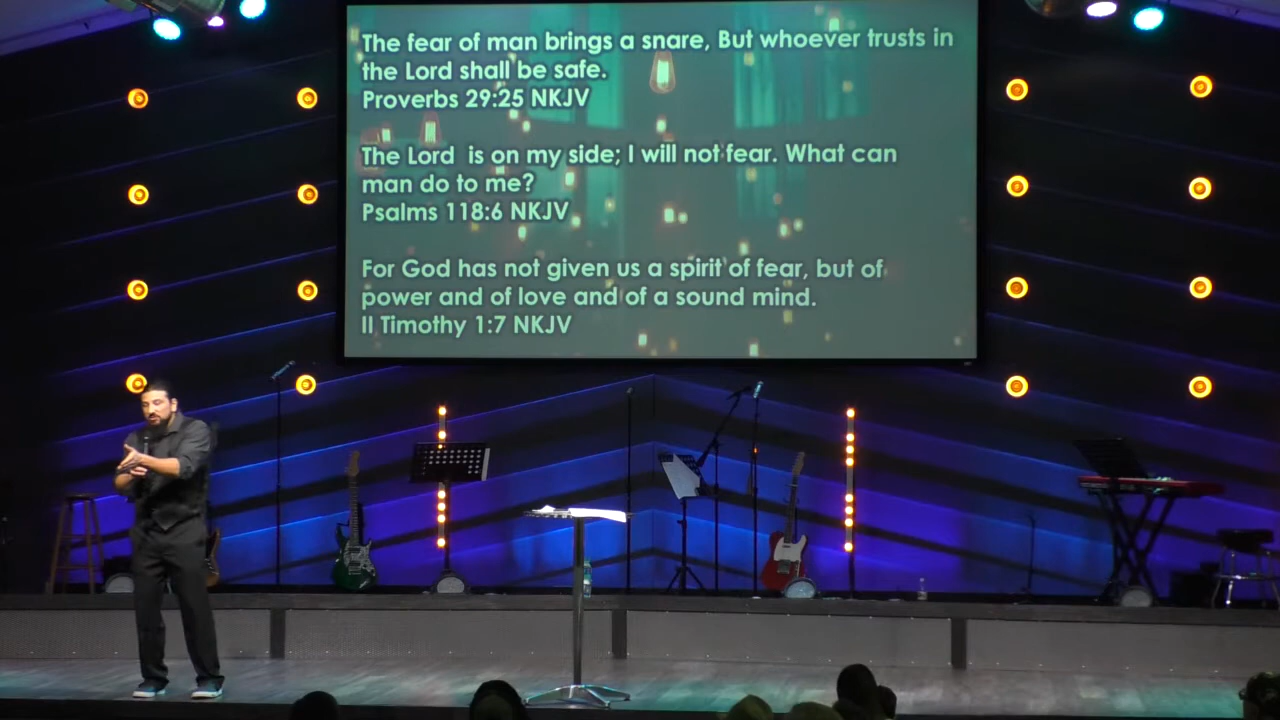 The fear of man brings a snare, But whoever trusts in
the Lord shall be safe.
Proverbs 29:25 NKJV
The Lord is on my side; I will not fear. What can
man do to me?
Psalms 118:6 NKJV
For God has not given us a spirit of fear, but of
power and of love and of a sound mind.
II Timothy 1:7 NKJV